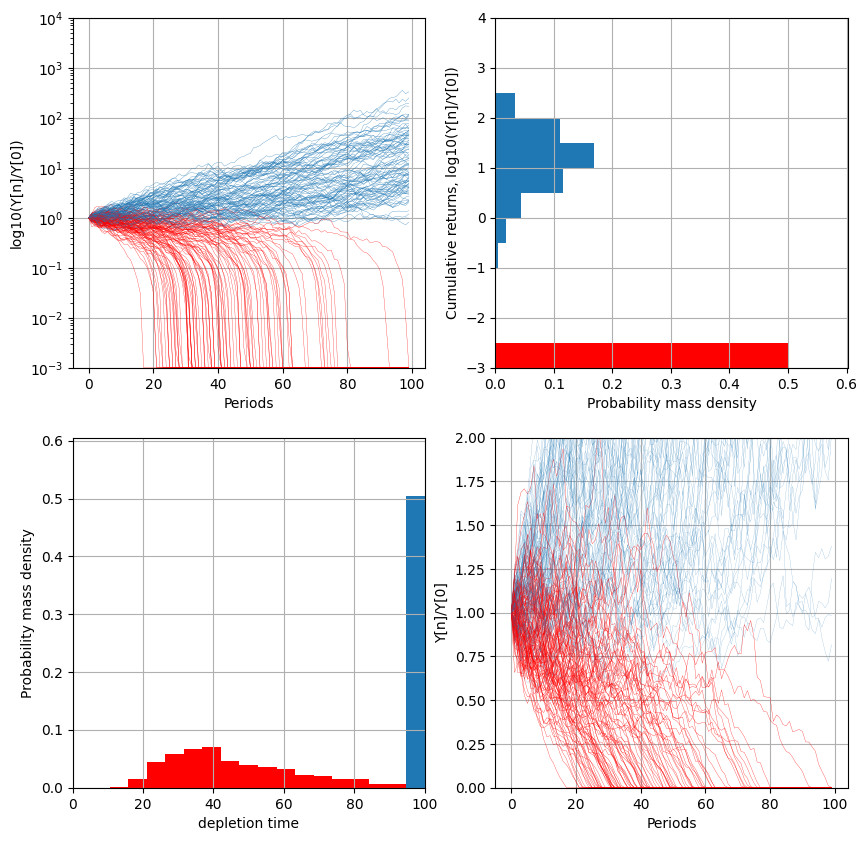 10^4
10^3
10^2
10^1
10^0
10^-1
10^-2
10^-3
log10(Y[n]/Y[0])
0 20 40 60 80 100
Periods
4
3
2
1
0
−1
−2
−3
Cumulative returns, log10(Y[n]/Y[0])
0.0 0.1 0.2 0.3 0.4 0.5 0.6
Probability mass density
0.6
0.5
0.4
0.3
0.2
0.1
0.0
Probability mass density
0 20 40 60 80 100
depletion time
2.00
1.75
1.50
1.25
1.00
0.75
0.50
0.25
0.00
Y[n]/Y[0]
0 20 40 60 80 100
Periods